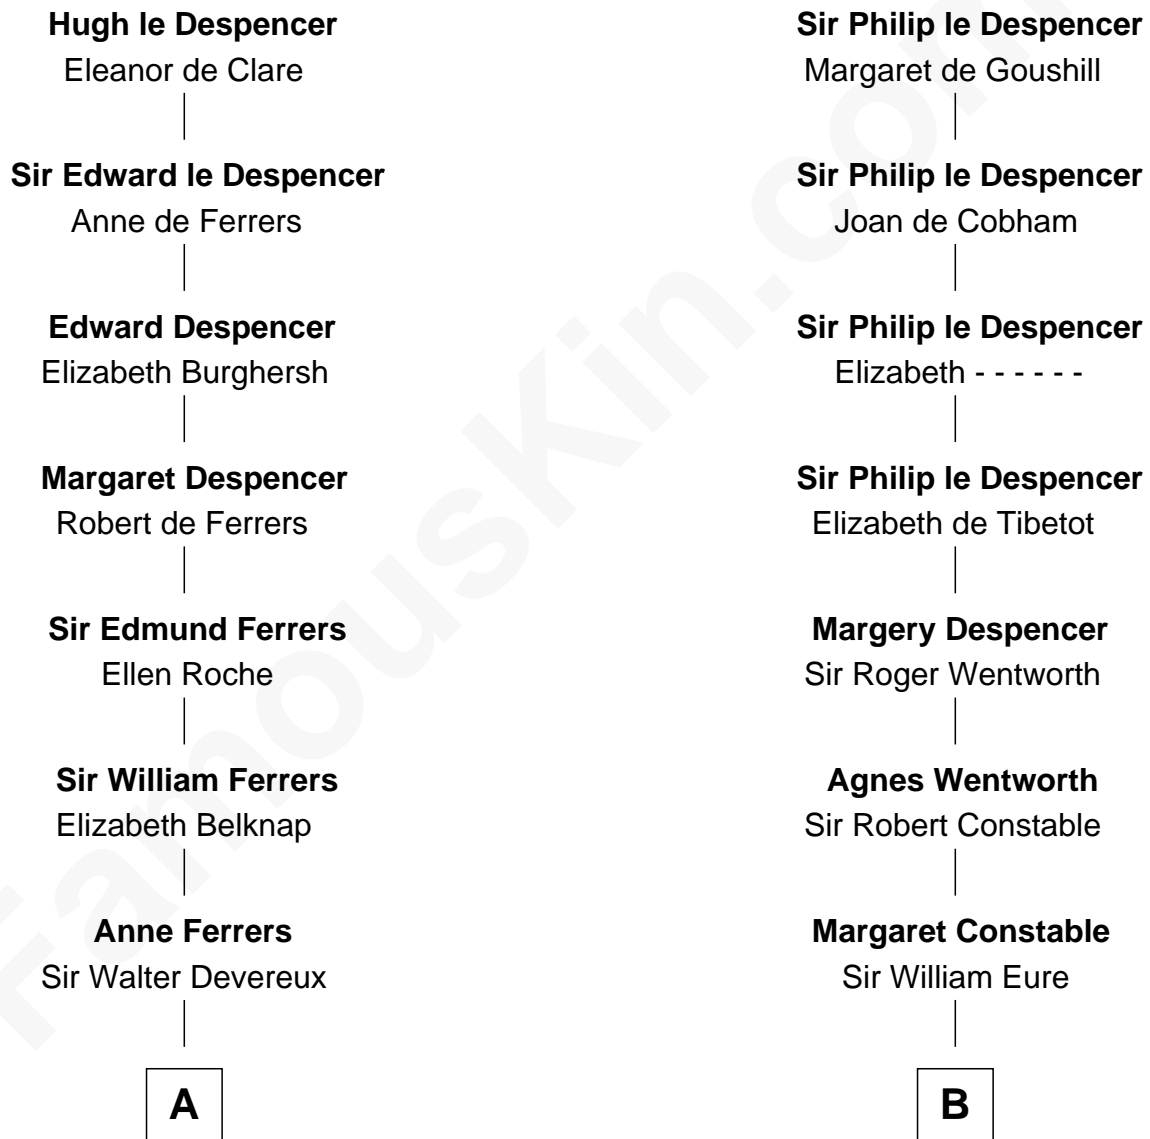 Hugh le Despencer
Eleanor de Clare
Sir Edward le Despencer
Anne de Ferrers
Edward Despencer
Elizabeth Burghersh
Margaret Despencer
Robert de Ferrers
Sir Edmund Ferrers
Ellen Roche
Sir William Ferrers
Elizabeth Belknap
Anne Ferrers
Sir Walter Devereux
A
Sir Philip le Despencer
Margaret de Goushill
Sir Philip le Despencer
Joan de Cobham
Sir Philip le Despencer
Elizabeth - - - - - -
Sir Philip le Despencer
Elizabeth de Tibetot
Margery Despencer
Sir Roger Wentworth
Agnes Wentworth
Sir Robert Constable
Margaret Constable
Sir William Eure
B
FamousKin.com